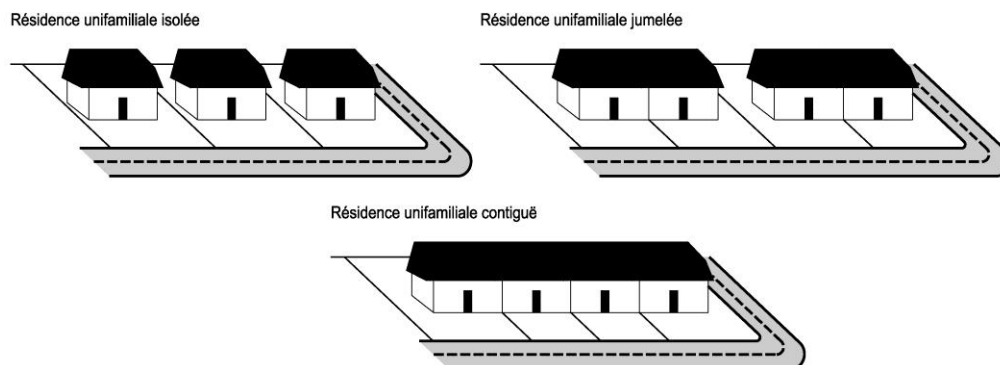 Résidence unifamiliale isolée
Résidence unifamiliale jumelée
Résidence unifamiliale contiguë